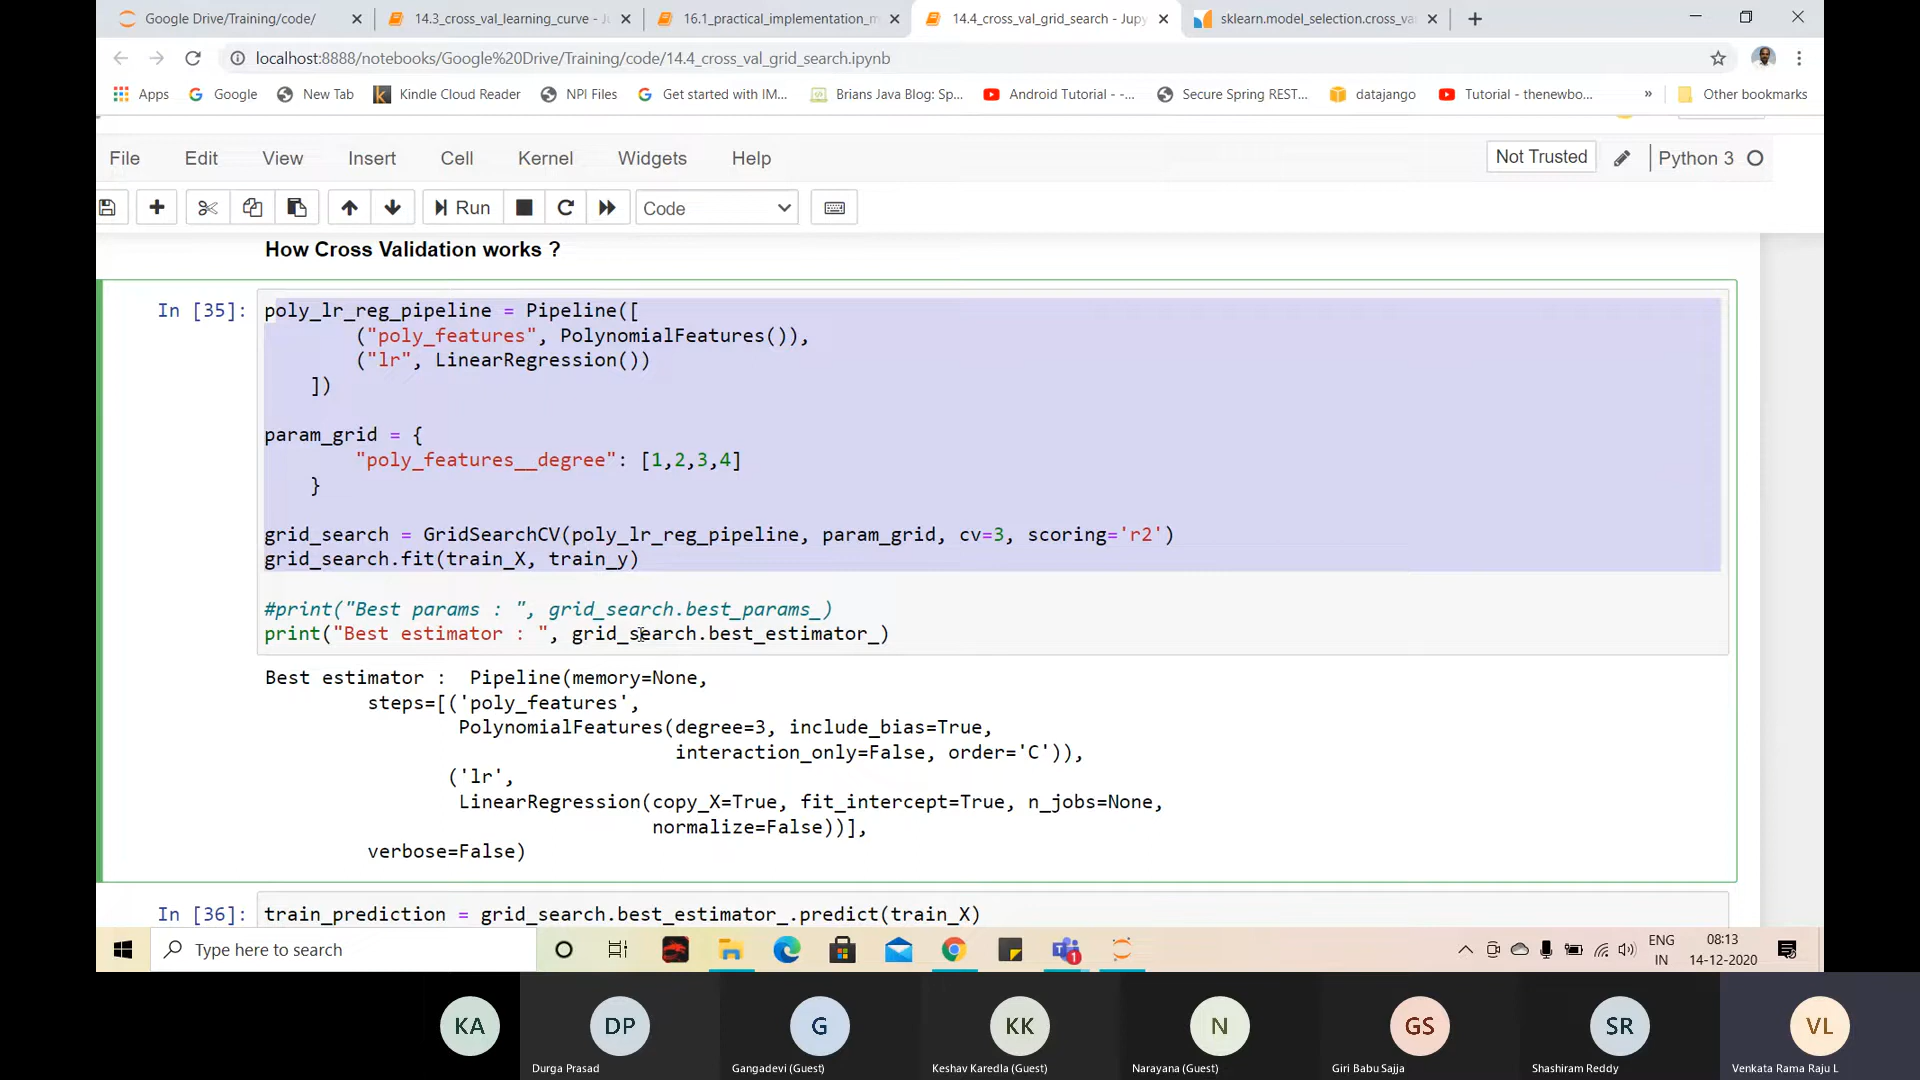 Google Drive/Training/code/
14.3_cross_val_learning_curve - Ju
16.1_practical_implementation_m
14.4_cross_val_grid_search - Jupy
sklearn.model_selection.cross_va
localhost:8888/notebooks/Google%20Drive/Training/code/14.4_cross_val_grid_search.ipynb
Apps
Google
New Tab
Kindle Cloud Reader
NPI Files
Get started with IM...
Brians Java Blog: Sp...
Android Tutorial - -...
Secure Spring REST...
datajango
Tutorial - thenewbo...
»
Other bookmarks
File Edit View Insert Cell Kernel Widgets Help
Not Trusted
Python 3
Run
Code
How Cross Validation works ?
In [35]:
poly_lr_reg_pipeline = Pipeline([
("poly_features", PolynomialFeatures()),
("lr", LinearRegression())
])
param_grid = {
"poly_features__degree": [1,2,3,4]
}
grid_search = GridSearchCV(poly_lr_reg_pipeline, param_grid, cv=3, scoring='r2')
grid_search.fit(train_X, train_y)
#print("Best params : ", grid_search.best_params_)
print("Best estimator : ", grid_search.best_estimator_)
Best estimator :  Pipeline(memory=None,
steps=[('poly_features',
PolynomialFeatures(degree=3, include_bias=True,
interaction_only=False, order='C')),
('lr',
LinearRegression(copy_X=True, fit_intercept=True, n_jobs=None,
normalize=False))],
verbose=False)
In [36]:
train_prediction = grid_search.best_estimator_.predict(train_X)
Type here to search
1
ENG
IN
08:13
14-12-2020
KA
DP
G
KK
N
GS
SR
VL
Durga Prasad
Gangadevi (Guest)
Keshav Karedla (Guest)
Narayana (Guest)
Giri Babu Sajja
Shashiram Reddy
Venkata Rama Raju L